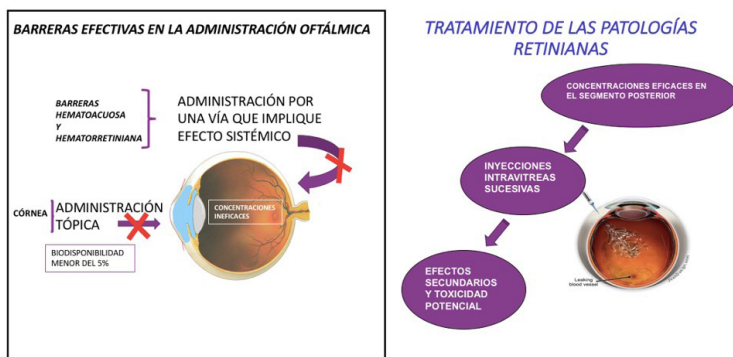 BARRERAS EFECTIVAS EN LA ADMINISTRACIÓN OFTÁLMICA
BARRERAS
HEMATOACUOSA
Y
HEMATORRETINIANA
ADMINISTRACIÓN POR
UNA VÍA QUE IMPLIQUE
EFECTO SISTÉMICO
CÓRNEA
ADMINISTRACIÓN
TÓPICA
CONCENTRACIONES
INEFICACES
BIODISPONIBILIDAD
MENOR DEL 5%
TRATAMIENTO DE LAS PATOLOGÍAS
RETINIANAS
CONCENTRACIONES EFICACES EN
EL SEGMENTO POSTERIOR
INYECCIONES
INTRAVITREAS
SUCESIVAS
EFECTOS
SECUNDARIOS
Y TOXICIDAD
POTENCIAL
Leaking
blood vessel